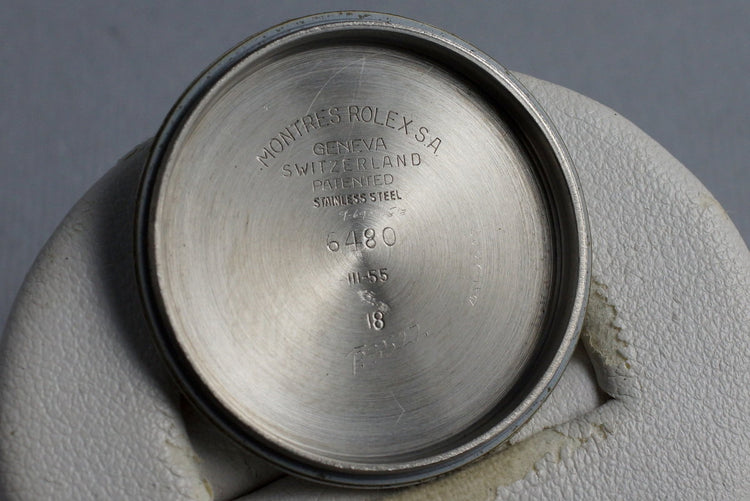 MONTRES ROLEX S.A.
GENEVA
SWITZERLAND
PATENTED
STAINLESS STEEL
6480
III-55
18